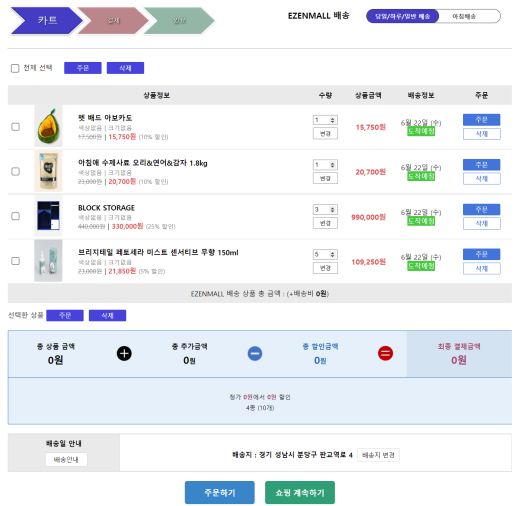 카트
결제
완료
EZENMALL 배송
당일/하루/일반 배송
아침배송
전체 선택
주문
삭제
상품정보
수량
상품금액
배송정보
주문
펫 베드 아보카도
색상없음 | 크기없음
17,500원 | 15,750원 (10% 할인)
1
변경
15,750원
6월 22일 (수)
도착예정
주문
삭제
아침애 수제사료 오리&연어&감자 1.8kg
색상없음 | 크기없음
23,000원 | 20,700원 (10% 할인)
1
변경
20,700원
6월 22일 (수)
도착예정
주문
삭제
BLOCK STORAGE
색상없음 | 크기없음
440,000원 | 330,000원 (25% 할인)
3
변경
990,000원
6월 22일 (수)
도착예정
주문
삭제
브리지테일 페토세라 미스트 센서티브 무향 150ml
색상없음 | 크기없음
23,000원 | 21,850원 (5% 할인)
5
변경
109,250원
6월 22일 (수)
도착예정
주문
삭제
EZENMALL 배송 상품 총 금액 : (+배송비 0원)
선택한 상품
주문
삭제
총 상품 금액
0원
총 추가금액
0원
총 할인금액
0원
최종 결제금액
0원
정가 0원에서 0원 할인
4종 (10개)
배송일 안내
배송안내
배송지 : 경기 성남시 분당구 판교역로 4
배송지 변경
주문하기
쇼핑 계속하기